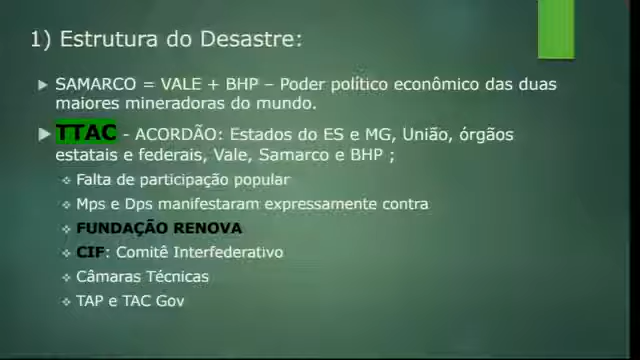 1) Estrutura do Desastre:
SAMARCO = VALE + BHP – Poder político econômico das duas
maiores mineradoras do mundo.
TTAC - ACORDÃO: Estados do ES e MG, União, órgãos
estatais e federais, Vale, Samarco e BHP ;
Falta de participação popular
Mps e Dps manifestaram expressamente contra
FUNDAÇÃO RENOVA
CIF: Comitê Interfederativo
Câmaras Técnicas
TAP e TAC Gov